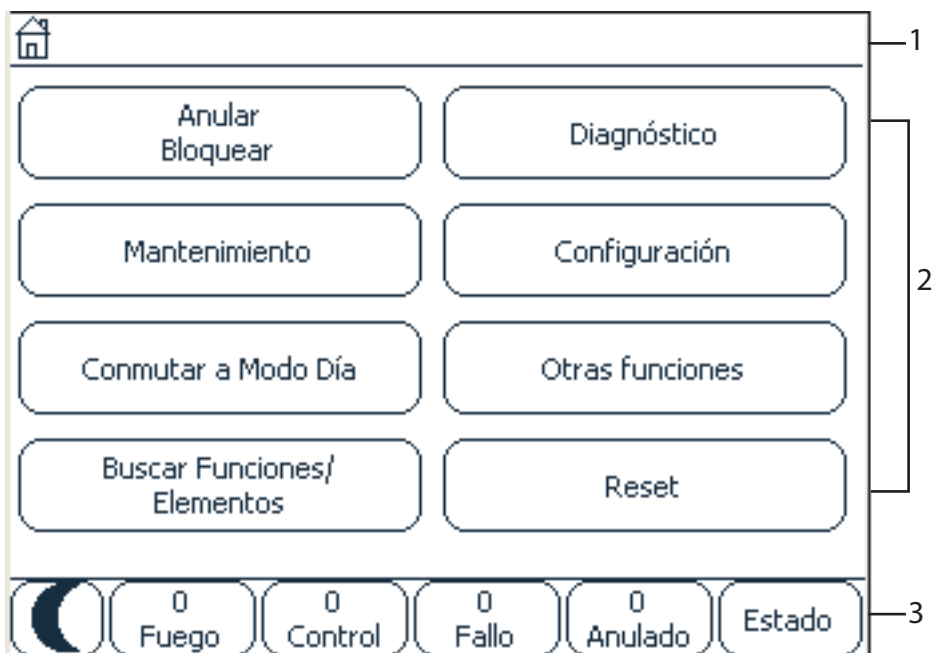 1
Anular
Bloquear
Diagnóstico
Mantenimiento
Configuración
2
Conmutar a Modo Día
Otras funciones
Buscar Funciones/
Elementos
Reset
0
Fuego
0
Control
0
Fallo
0
Anulado
Estado
3